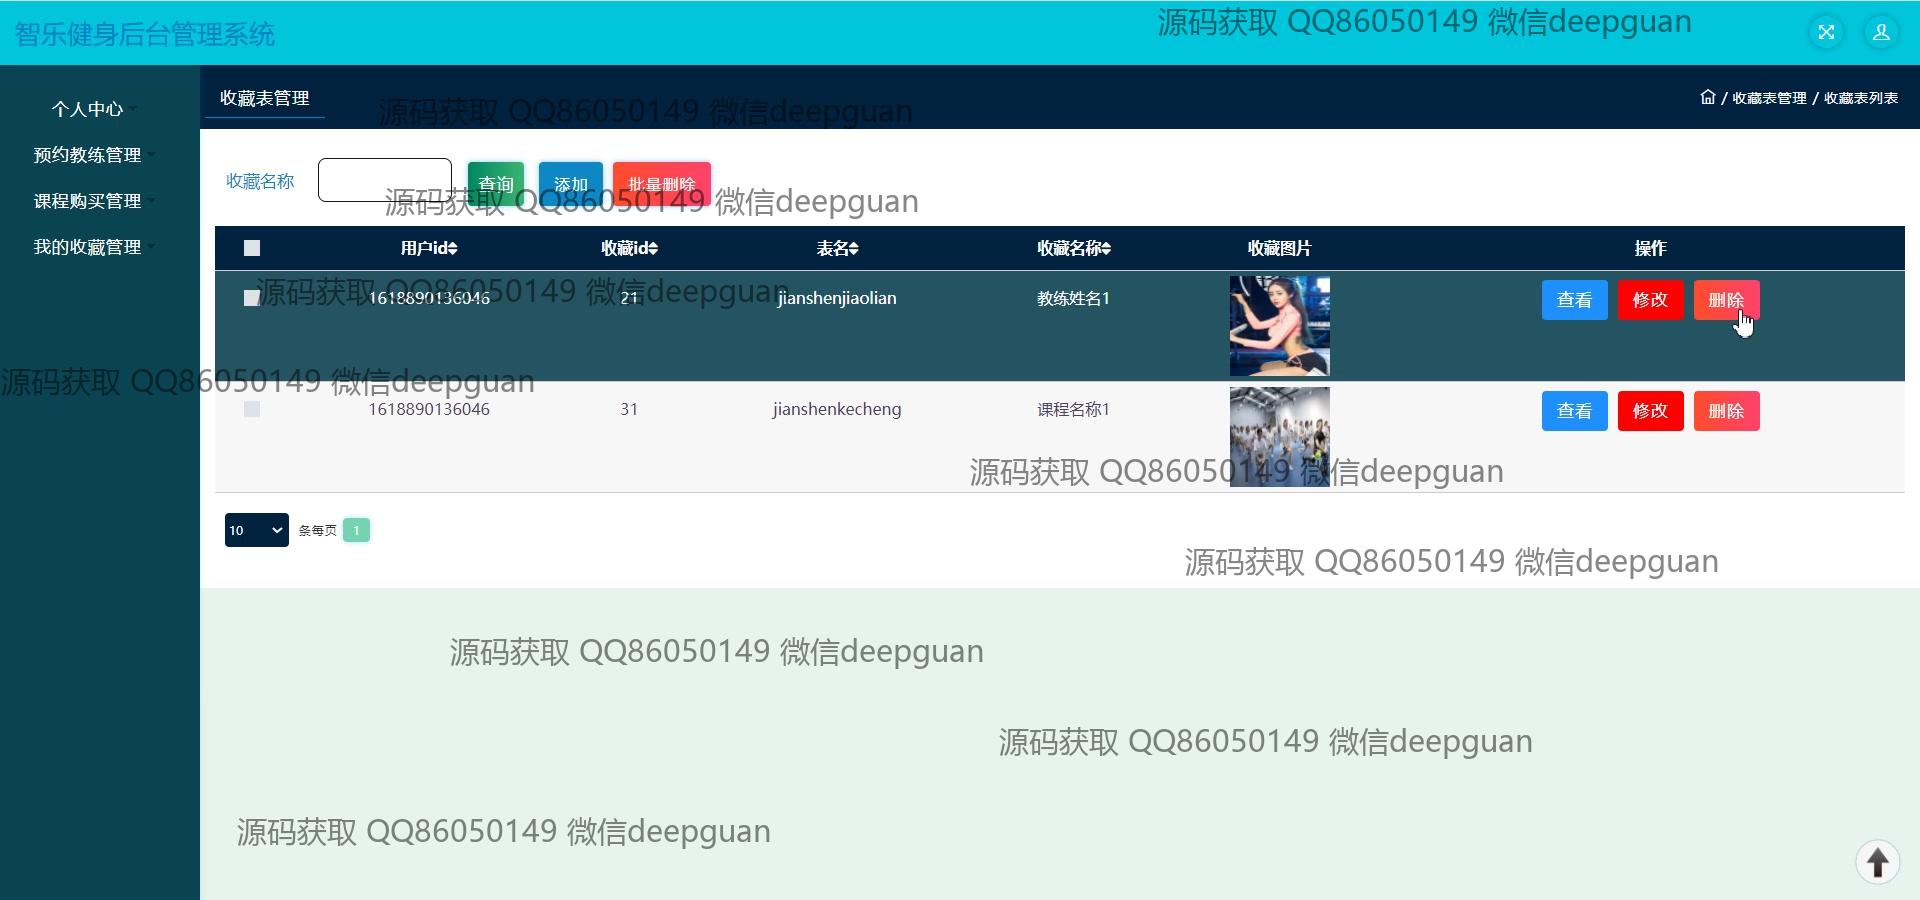 智乐健身后台管理系统
源码获取 QQ86050149 微信deepguan
个人中心
预约教练管理
课程购买管理
我的收藏管理
收藏表管理
源码获取 QQ86050149 微信deepguan
/ 收藏表管理 / 收藏表列表
收藏名称 查询 添加 批量删除
源码获取 QQ86050149 微信deepguan
用户id 收藏id 表名 收藏名称 收藏图片 操作
1618890136046 21 jianshenjiaolian 教练姓名1 查看 修改 删除
源码获取 QQ86050149 微信deepguan
源码获取 QQ86050149 微信deepguan
1618890136046 31 jianshenkecheng 课程名称1 查看 修改 删除
源码获取 QQ86050149 微信deepguan
10 条每页 1
源码获取 QQ86050149 微信deepguan
源码获取 QQ86050149 微信deepguan
源码获取 QQ86050149 微信deepguan
源码获取 QQ86050149 微信deepguan